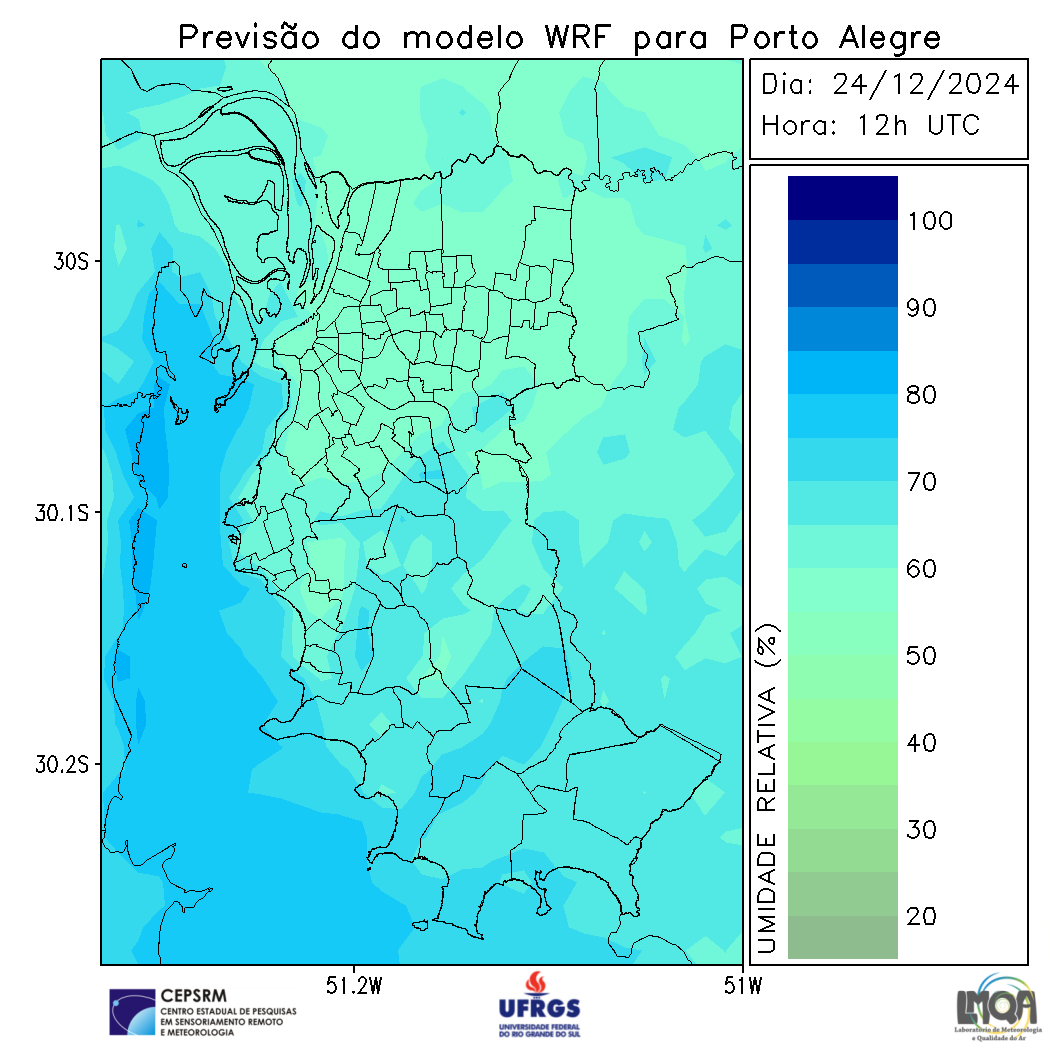 Previsão do modelo WRF para Porto Alegre
Dia: 24/12/2024
Hora: 12h UTC
30S
30.1S
30.2S
51.2W
51W
UMIDADE RELATIVA (%)
100
90
80
70
60
50
40
30
20
CEPSRM
CENTRO ESTADUAL DE PESQUISAS
EM SENSORIAMENTO REMOTO
E METEOROLOGIA
UFRGS
UNIVERSIDADE FEDERAL
DO RIO GRANDE DO SUL
LMQA
Laboratório de Meteorologia
e Qualidade do Ar